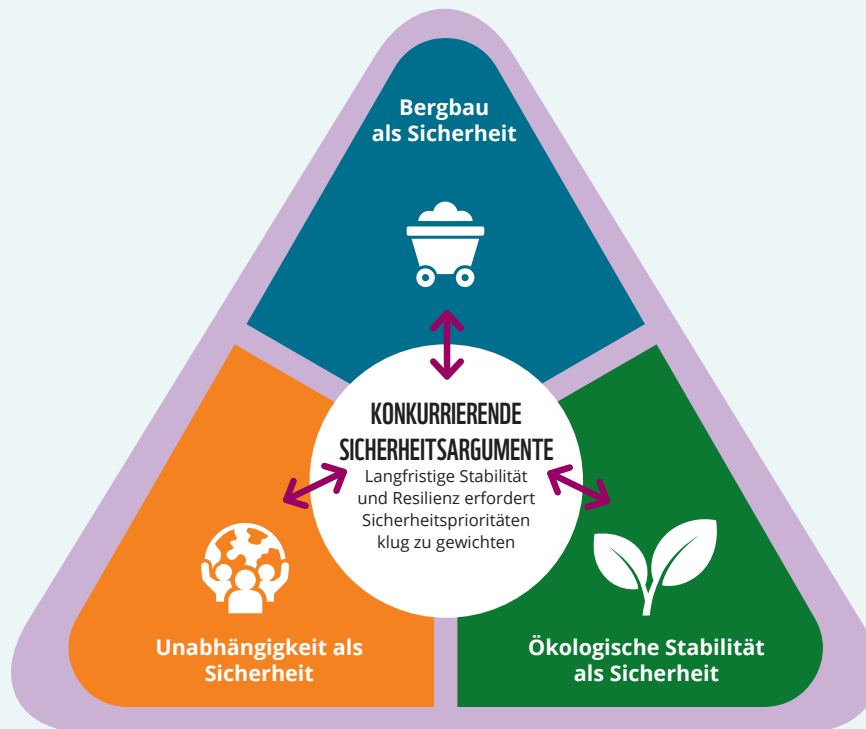 Bergbau
als Sicherheit
KONKURRIERENDE
SICHERHEITSARGUMENTE
Langfristige Stabilität
und Resilienz erfordert
Sicherheitsprioritäten
klug zu gewichten
Unabhängigkeit als
Sicherheit
Ökologische Stabilität
als Sicherheit